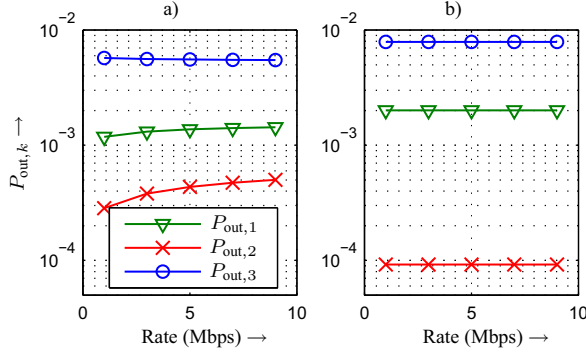 a)
b)
10⁻²
10⁻³
10⁻⁴
P_out,k →
P_out,1
P_out,2
P_out,3
0
5
10
Rate (Mbps) →
10⁻²
10⁻³
10⁻⁴
0
5
10
Rate (Mbps) →